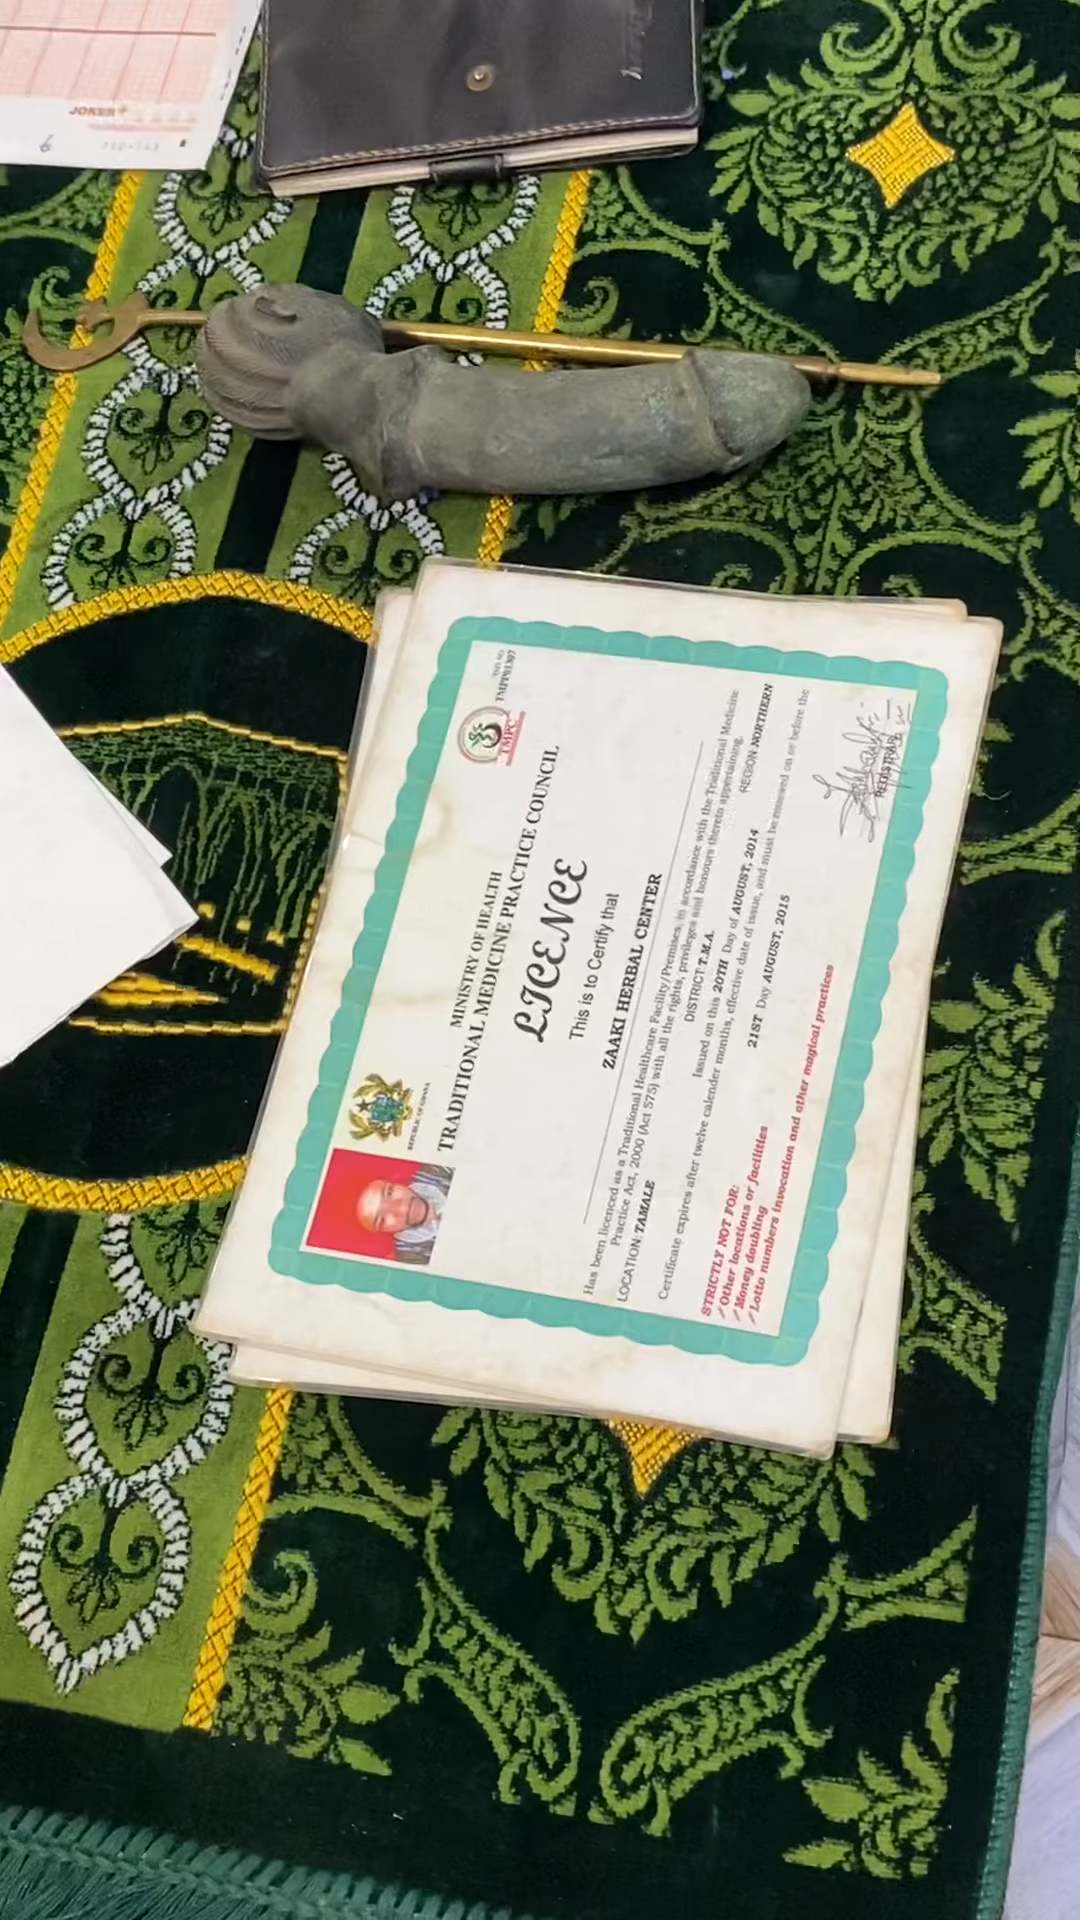 JOKER+
MINISTRY OF HEALTH
TRADITIONAL MEDICINE PRACTICE COUNCIL
REPUBLIC OF GHANA
TMPC
TMPP01307
LICENCE
This is to Certify that
ZAAKI HERBAL CENTER
Has been licenced as a Traditional Healthcare Facility/Premises, in accordance with the Traditional Medicine
Practice Act, 2000 (Act 575) with all the rights, privileges and honours thereto appertaining.
LOCATION: TAMALE DISTRICT T.M.A. REGION NORTHERN
Issued on this 20TH Day of AUGUST, 2014
Certificate expires after twelve calender months, effective date of issue, and must be renewed on or before the
21ST Day AUGUST, 2015
STRICTLY NOT FOR:
Other locations or facilities
Money doubling
Lotto numbers invocation and other magical practices
REGISTRAR